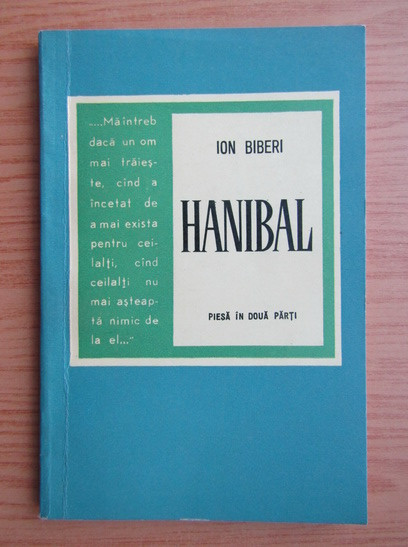 „....Mă întreb
dacă un om
mai trăieș-
te, cînd a
încetat de
a mai exista
pentru cei-
lalți, cînd
ceilalți nu
mai așteap-
tă nimic de
la el...”
ION BIBERI
HANIBAL
PIESĂ ÎN DOUĂ PĂRȚI